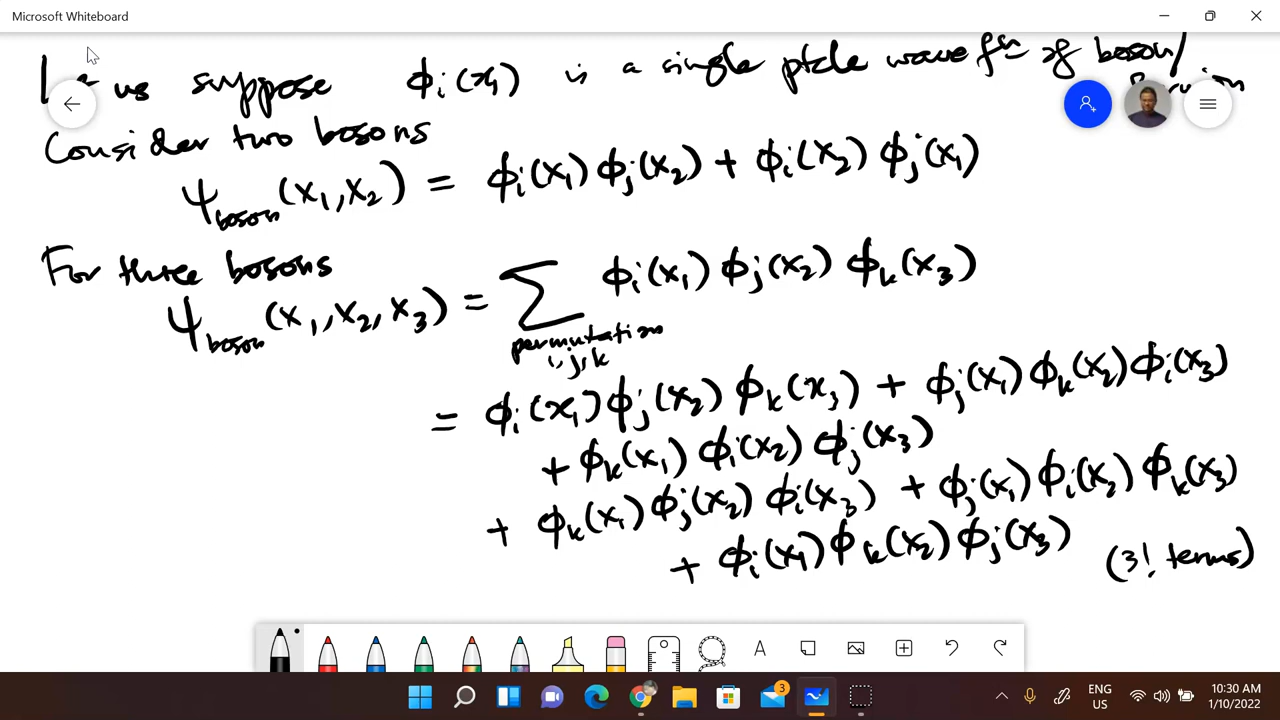 Microsoft Whiteboard
us suppose ϕᵢ(x₁) is a single ptcle wave fn of boson/
Consider two bosons
ψ_boson(x₁,x₂) = ϕᵢ(x₁) ϕⱼ(x₂) + ϕᵢ(x₂) ϕⱼ(x₁)
For three bosons
ψ_boson(x₁,x₂,x₃) = ∑ ϕᵢ(x₁) ϕⱼ(x₂) ϕₖ(x₃)
permutation
i,j,k
= ϕᵢ(x₁) ϕⱼ(x₂) ϕₖ(x₃) + ϕⱼ(x₁) ϕₖ(x₂) ϕᵢ(x₃)
+ ϕₖ(x₁) ϕᵢ(x₂) ϕⱼ(x₃)
+ ϕₖ(x₁) ϕⱼ(x₂) ϕᵢ(x₃) + ϕⱼ(x₁) ϕᵢ(x₂) ϕₖ(x₃)
+ ϕᵢ(x₁) ϕₖ(x₂) ϕⱼ(x₃) (3! terms)
A
3
ENG
US
10:30 AM
1/10/2022